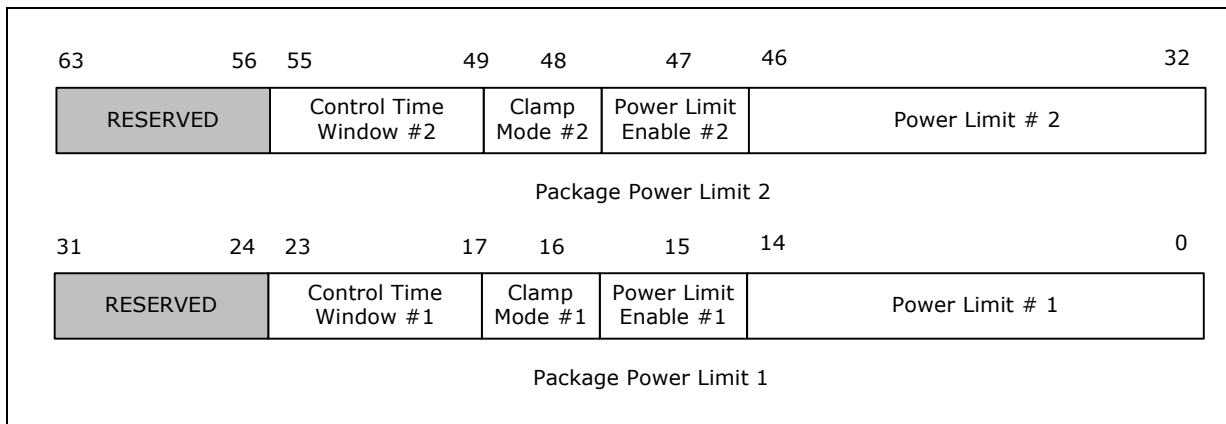 63 56 55 49 48 47 46 32
RESERVED
Control Time
Window #2
Clamp
Mode #2
Power Limit
Enable #2
Power Limit # 2
Package Power Limit 2
31 24 23 17 16 15 14 0
RESERVED
Control Time
Window #1
Clamp
Mode #1
Power Limit
Enable #1
Power Limit # 1
Package Power Limit 1